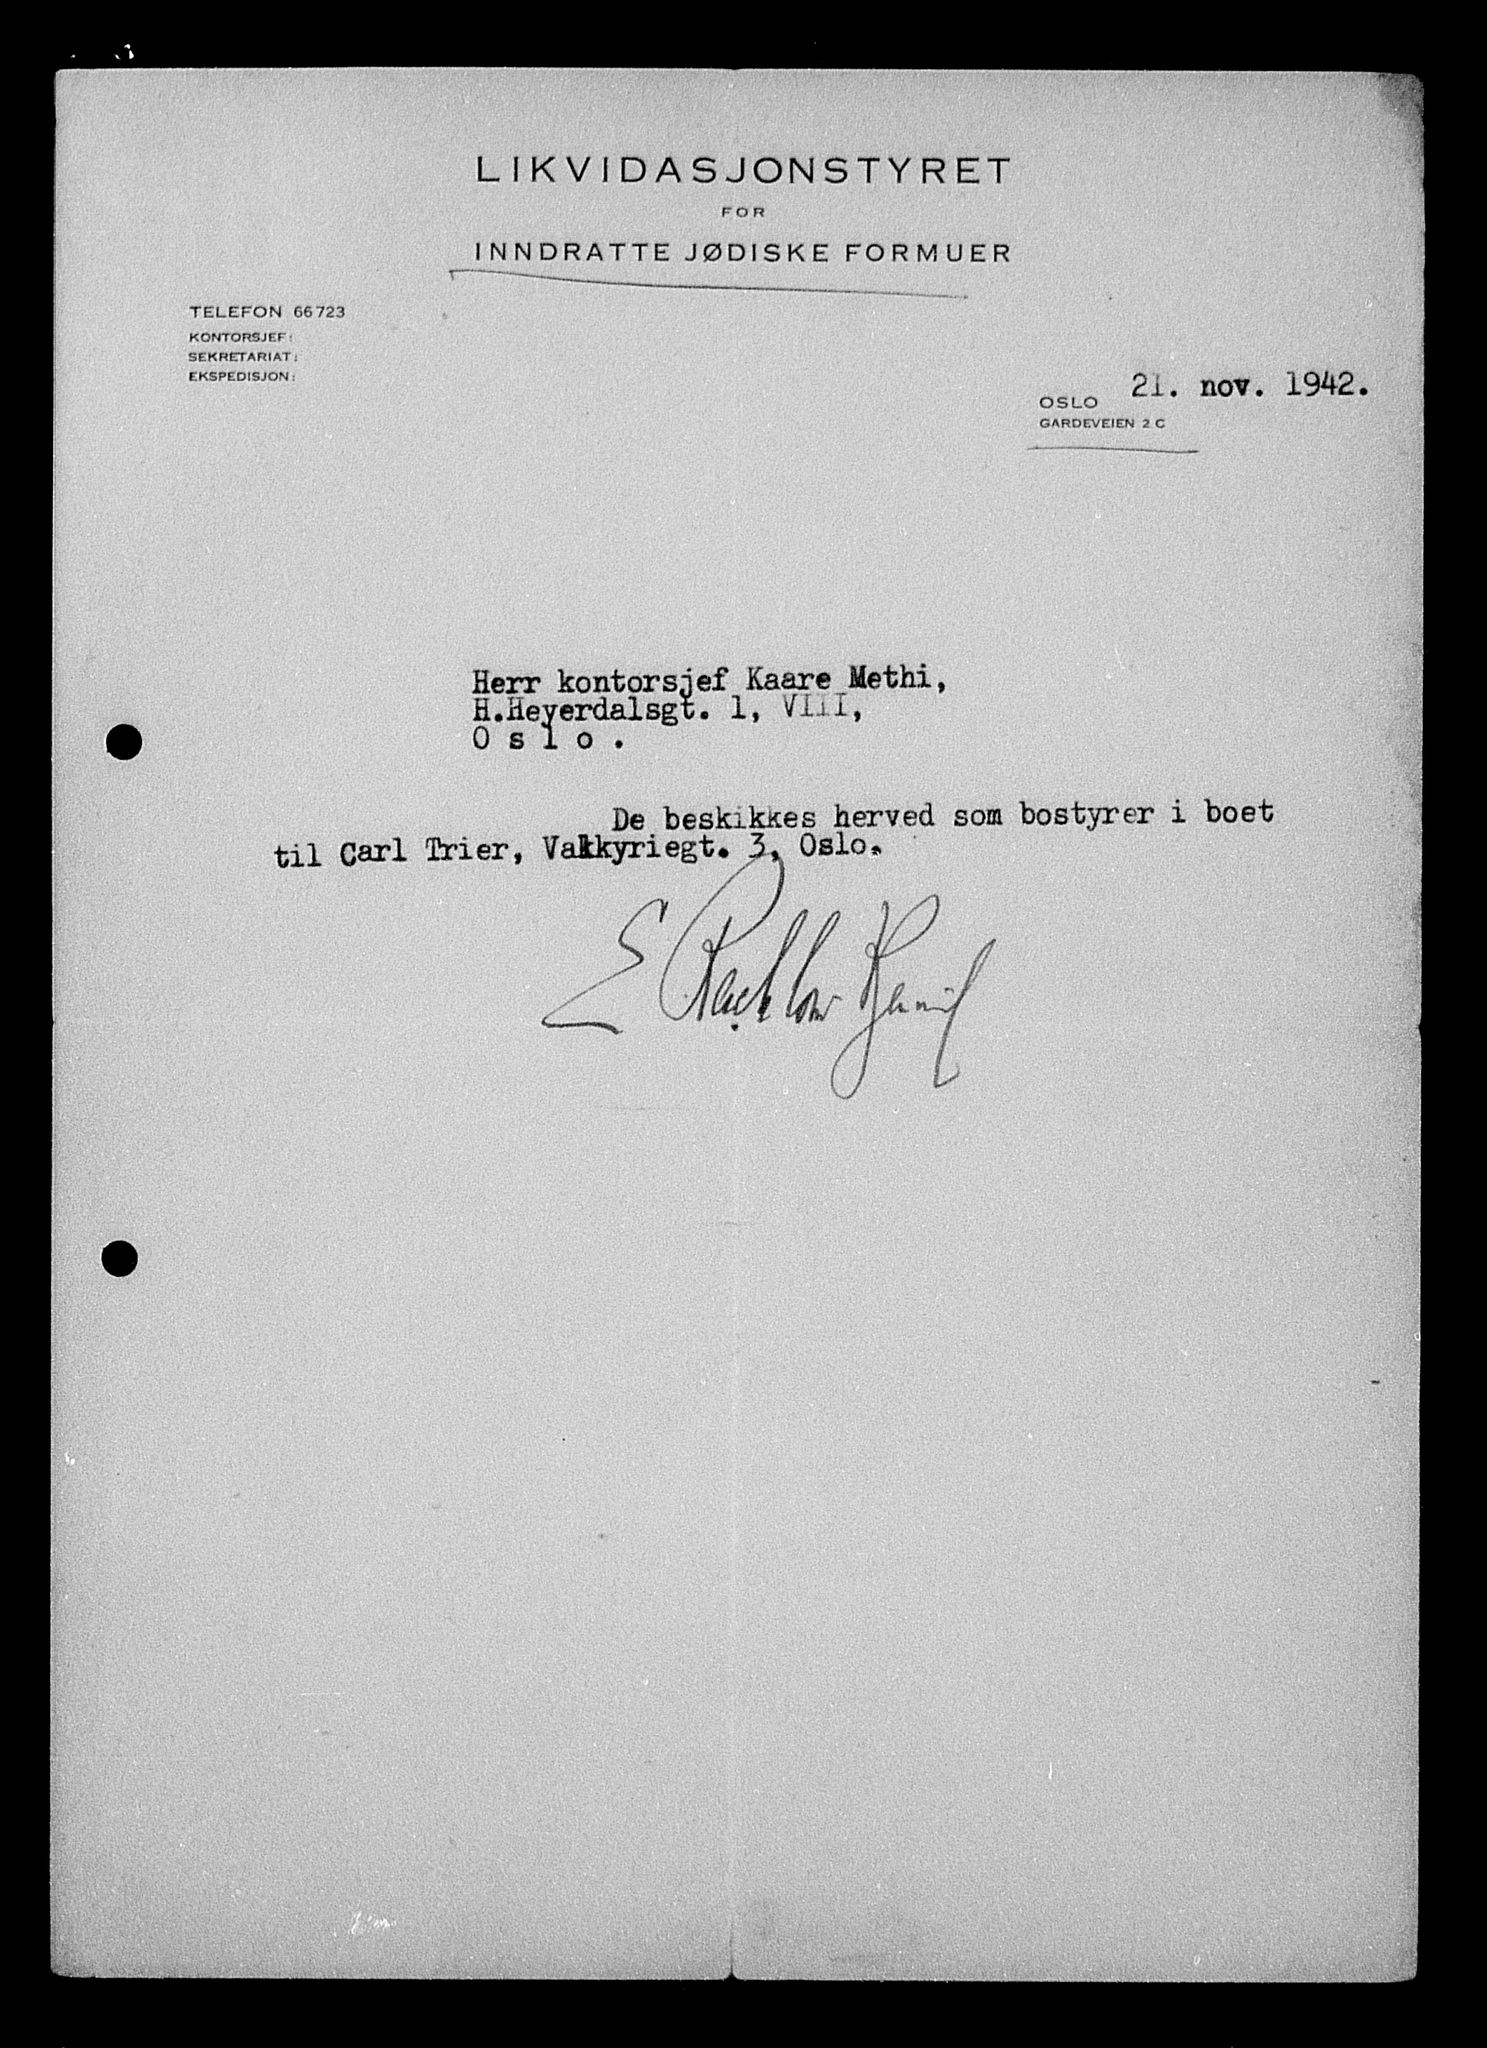 LIKVIDASJONSTYRET
FOR
INNDRATTE JØDISKE FORMUER
TELEFON 66723
KONTORSJEF:
SEKRETARIAT:
EKSPEDISJON:
21. nov. 1942.
OSLO
GARDEVEIEN 2 C
Herr kontorsjef Kaare Methi,
H.Heyerdalsgt. 1, VIII,
O s l o .
De beskikkes herved som bostyrer i boet
til Carl Trier, Valkyriegt. 3, Oslo.
E